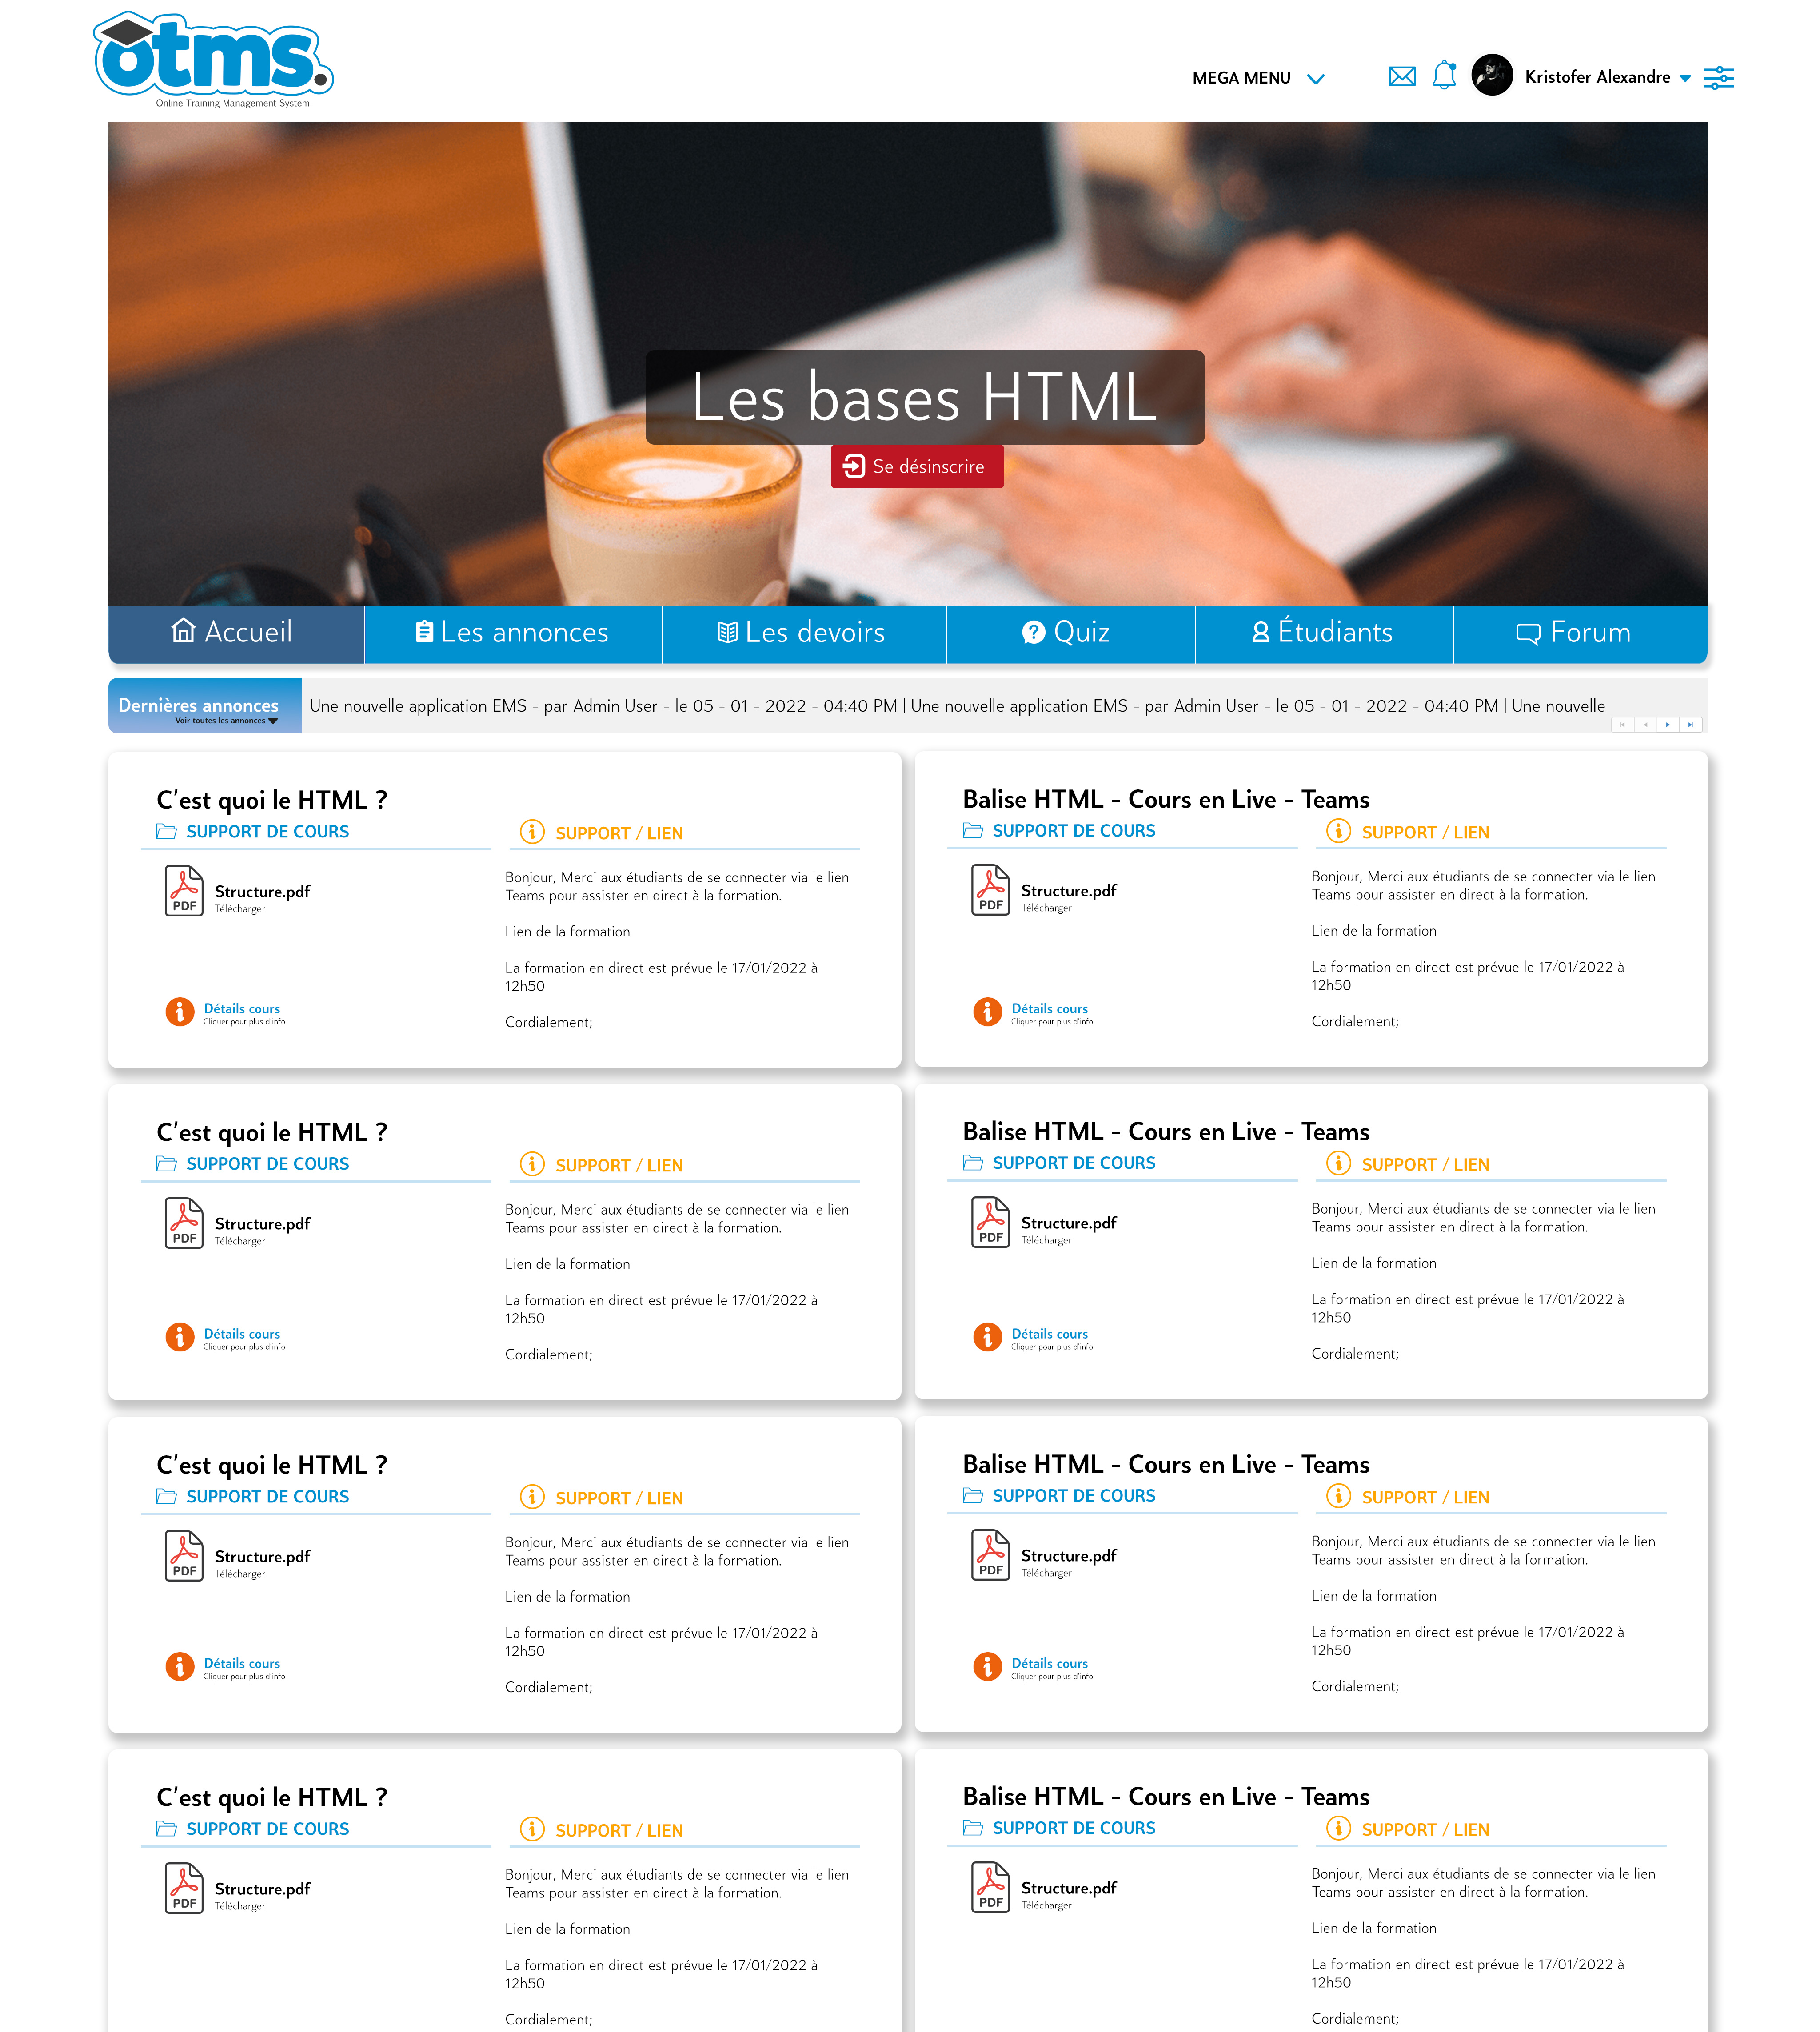 otms.
Online Training Management System.
MEGA MENU
Kristofer Alexandre
Les bases HTML
Se désinscrire
Accueil
Les annonces
Les devoirs
Quiz
Étudiants
Forum
Dernières annonces
Voir toutes les annonces
Une nouvelle application EMS - par Admin User - le 05 - 01 - 2022 - 04:40 PM | Une nouvelle application EMS - par Admin User - le 05 - 01 - 2022 - 04:40 PM | Une nouvelle
C'est quoi le HTML ?
SUPPORT DE COURS
PDF
Structure.pdf
Télécharger
Détails cours
Cliquer pour plus d'info
SUPPORT / LIEN
Bonjour, Merci aux étudiants de se connecter via le lien
Teams pour assister en direct à la formation.
Lien de la formation
La formation en direct est prévue le 17/01/2022 à
12h50
Cordialement;
Balise HTML - Cours en Live - Teams
SUPPORT DE COURS
PDF
Structure.pdf
Télécharger
Détails cours
Cliquer pour plus d'info
SUPPORT / LIEN
Bonjour, Merci aux étudiants de se connecter via le lien
Teams pour assister en direct à la formation.
Lien de la formation
La formation en direct est prévue le 17/01/2022 à
12h50
Cordialement;
C'est quoi le HTML ?
SUPPORT DE COURS
PDF
Structure.pdf
Télécharger
Détails cours
Cliquer pour plus d'info
SUPPORT / LIEN
Bonjour, Merci aux étudiants de se connecter via le lien
Teams pour assister en direct à la formation.
Lien de la formation
La formation en direct est prévue le 17/01/2022 à
12h50
Cordialement;
Balise HTML - Cours en Live - Teams
SUPPORT DE COURS
PDF
Structure.pdf
Télécharger
Détails cours
Cliquer pour plus d'info
SUPPORT / LIEN
Bonjour, Merci aux étudiants de se connecter via le lien
Teams pour assister en direct à la formation.
Lien de la formation
La formation en direct est prévue le 17/01/2022 à
12h50
Cordialement;
C'est quoi le HTML ?
SUPPORT DE COURS
PDF
Structure.pdf
Télécharger
Détails cours
Cliquer pour plus d'info
SUPPORT / LIEN
Bonjour, Merci aux étudiants de se connecter via le lien
Teams pour assister en direct à la formation.
Lien de la formation
La formation en direct est prévue le 17/01/2022 à
12h50
Cordialement;
Balise HTML - Cours en Live - Teams
SUPPORT DE COURS
PDF
Structure.pdf
Télécharger
Détails cours
Cliquer pour plus d'info
SUPPORT / LIEN
Bonjour, Merci aux étudiants de se connecter via le lien
Teams pour assister en direct à la formation.
Lien de la formation
La formation en direct est prévue le 17/01/2022 à
12h50
Cordialement;
C'est quoi le HTML ?
SUPPORT DE COURS
PDF
Structure.pdf
Télécharger
SUPPORT / LIEN
Bonjour, Merci aux étudiants de se connecter via le lien
Teams pour assister en direct à la formation.
Lien de la formation
La formation en direct est prévue le 17/01/2022 à
12h50
Cordialement;
Balise HTML - Cours en Live - Teams
SUPPORT DE COURS
PDF
Structure.pdf
Télécharger
SUPPORT / LIEN
Bonjour, Merci aux étudiants de se connecter via le lien
Teams pour assister en direct à la formation.
Lien de la formation
La formation en direct est prévue le 17/01/2022 à
12h50
Cordialement;